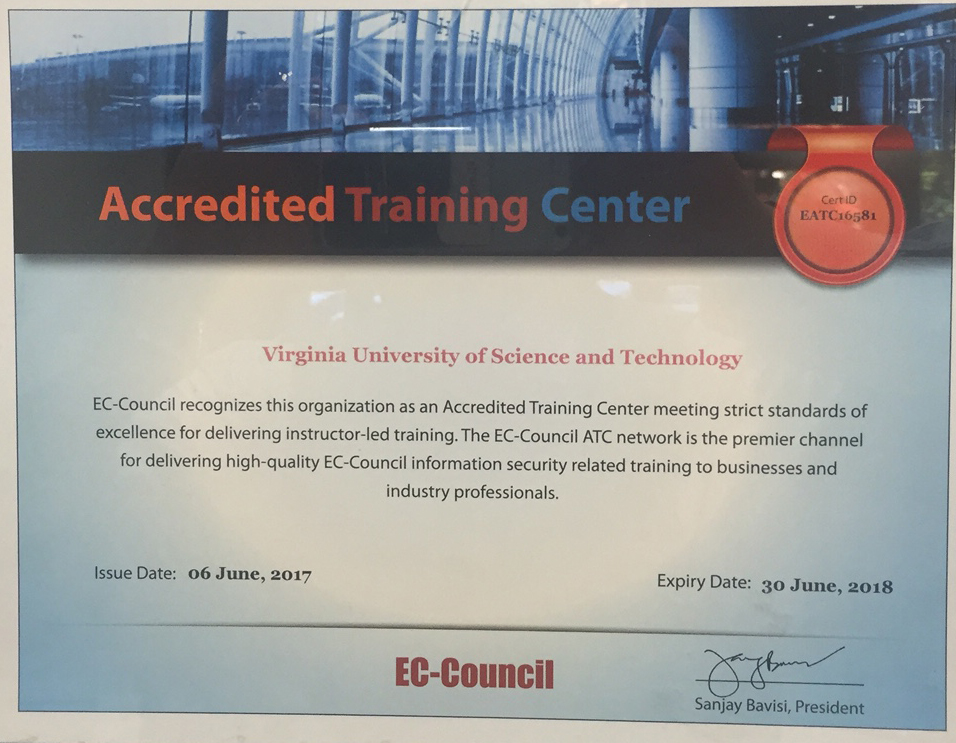 Accredited Training Center
Cert ID
EATC16581
Virginia University of Science and Technology
EC-Council recognizes this organization as an Accredited Training Center meeting strict standards of
excellence for delivering instructor-led training. The EC-Council ATC network is the premier channel
for delivering high-quality EC-Council information security related training to businesses and
industry professionals.
Issue Date: 06 June, 2017
Expiry Date: 30 June, 2018
EC-Council
Sanjay Bavisi, President